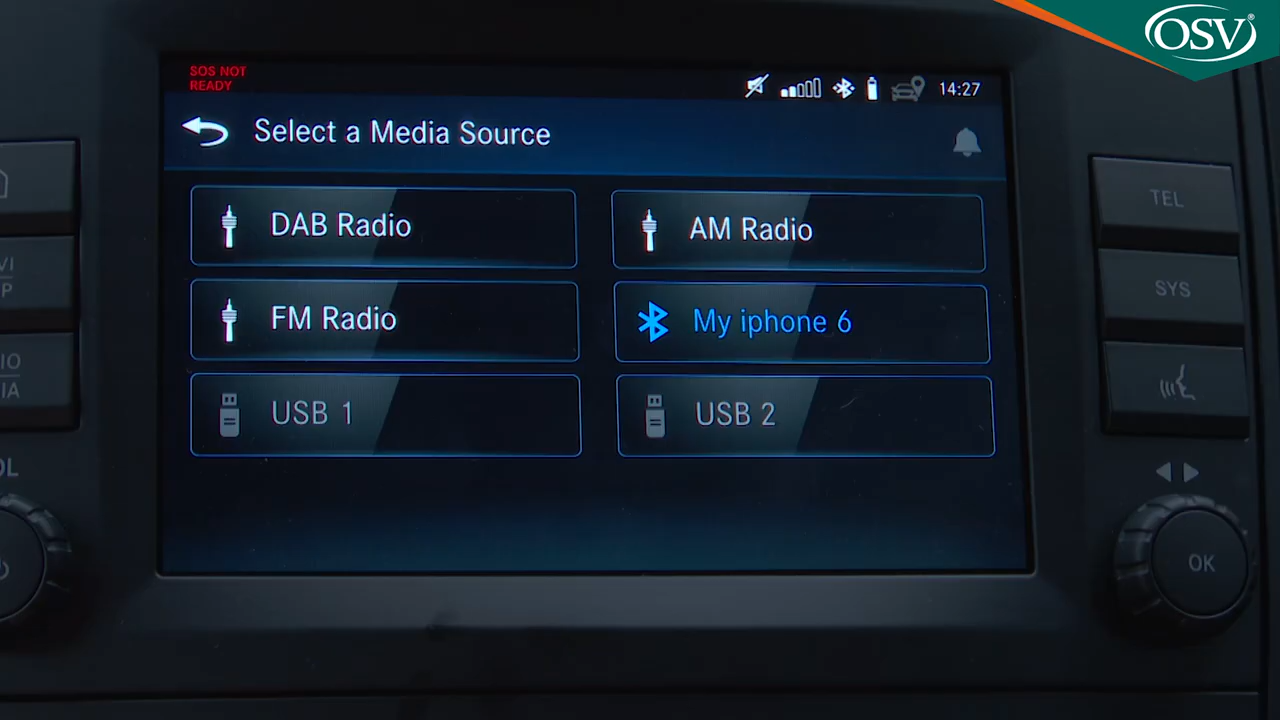 OSV®
SOS NOT
READY
14:27
Select a Media Source
DAB Radio
AM Radio
FM Radio
My iphone 6
USB 1
USB 2
TEL
SYS
OK